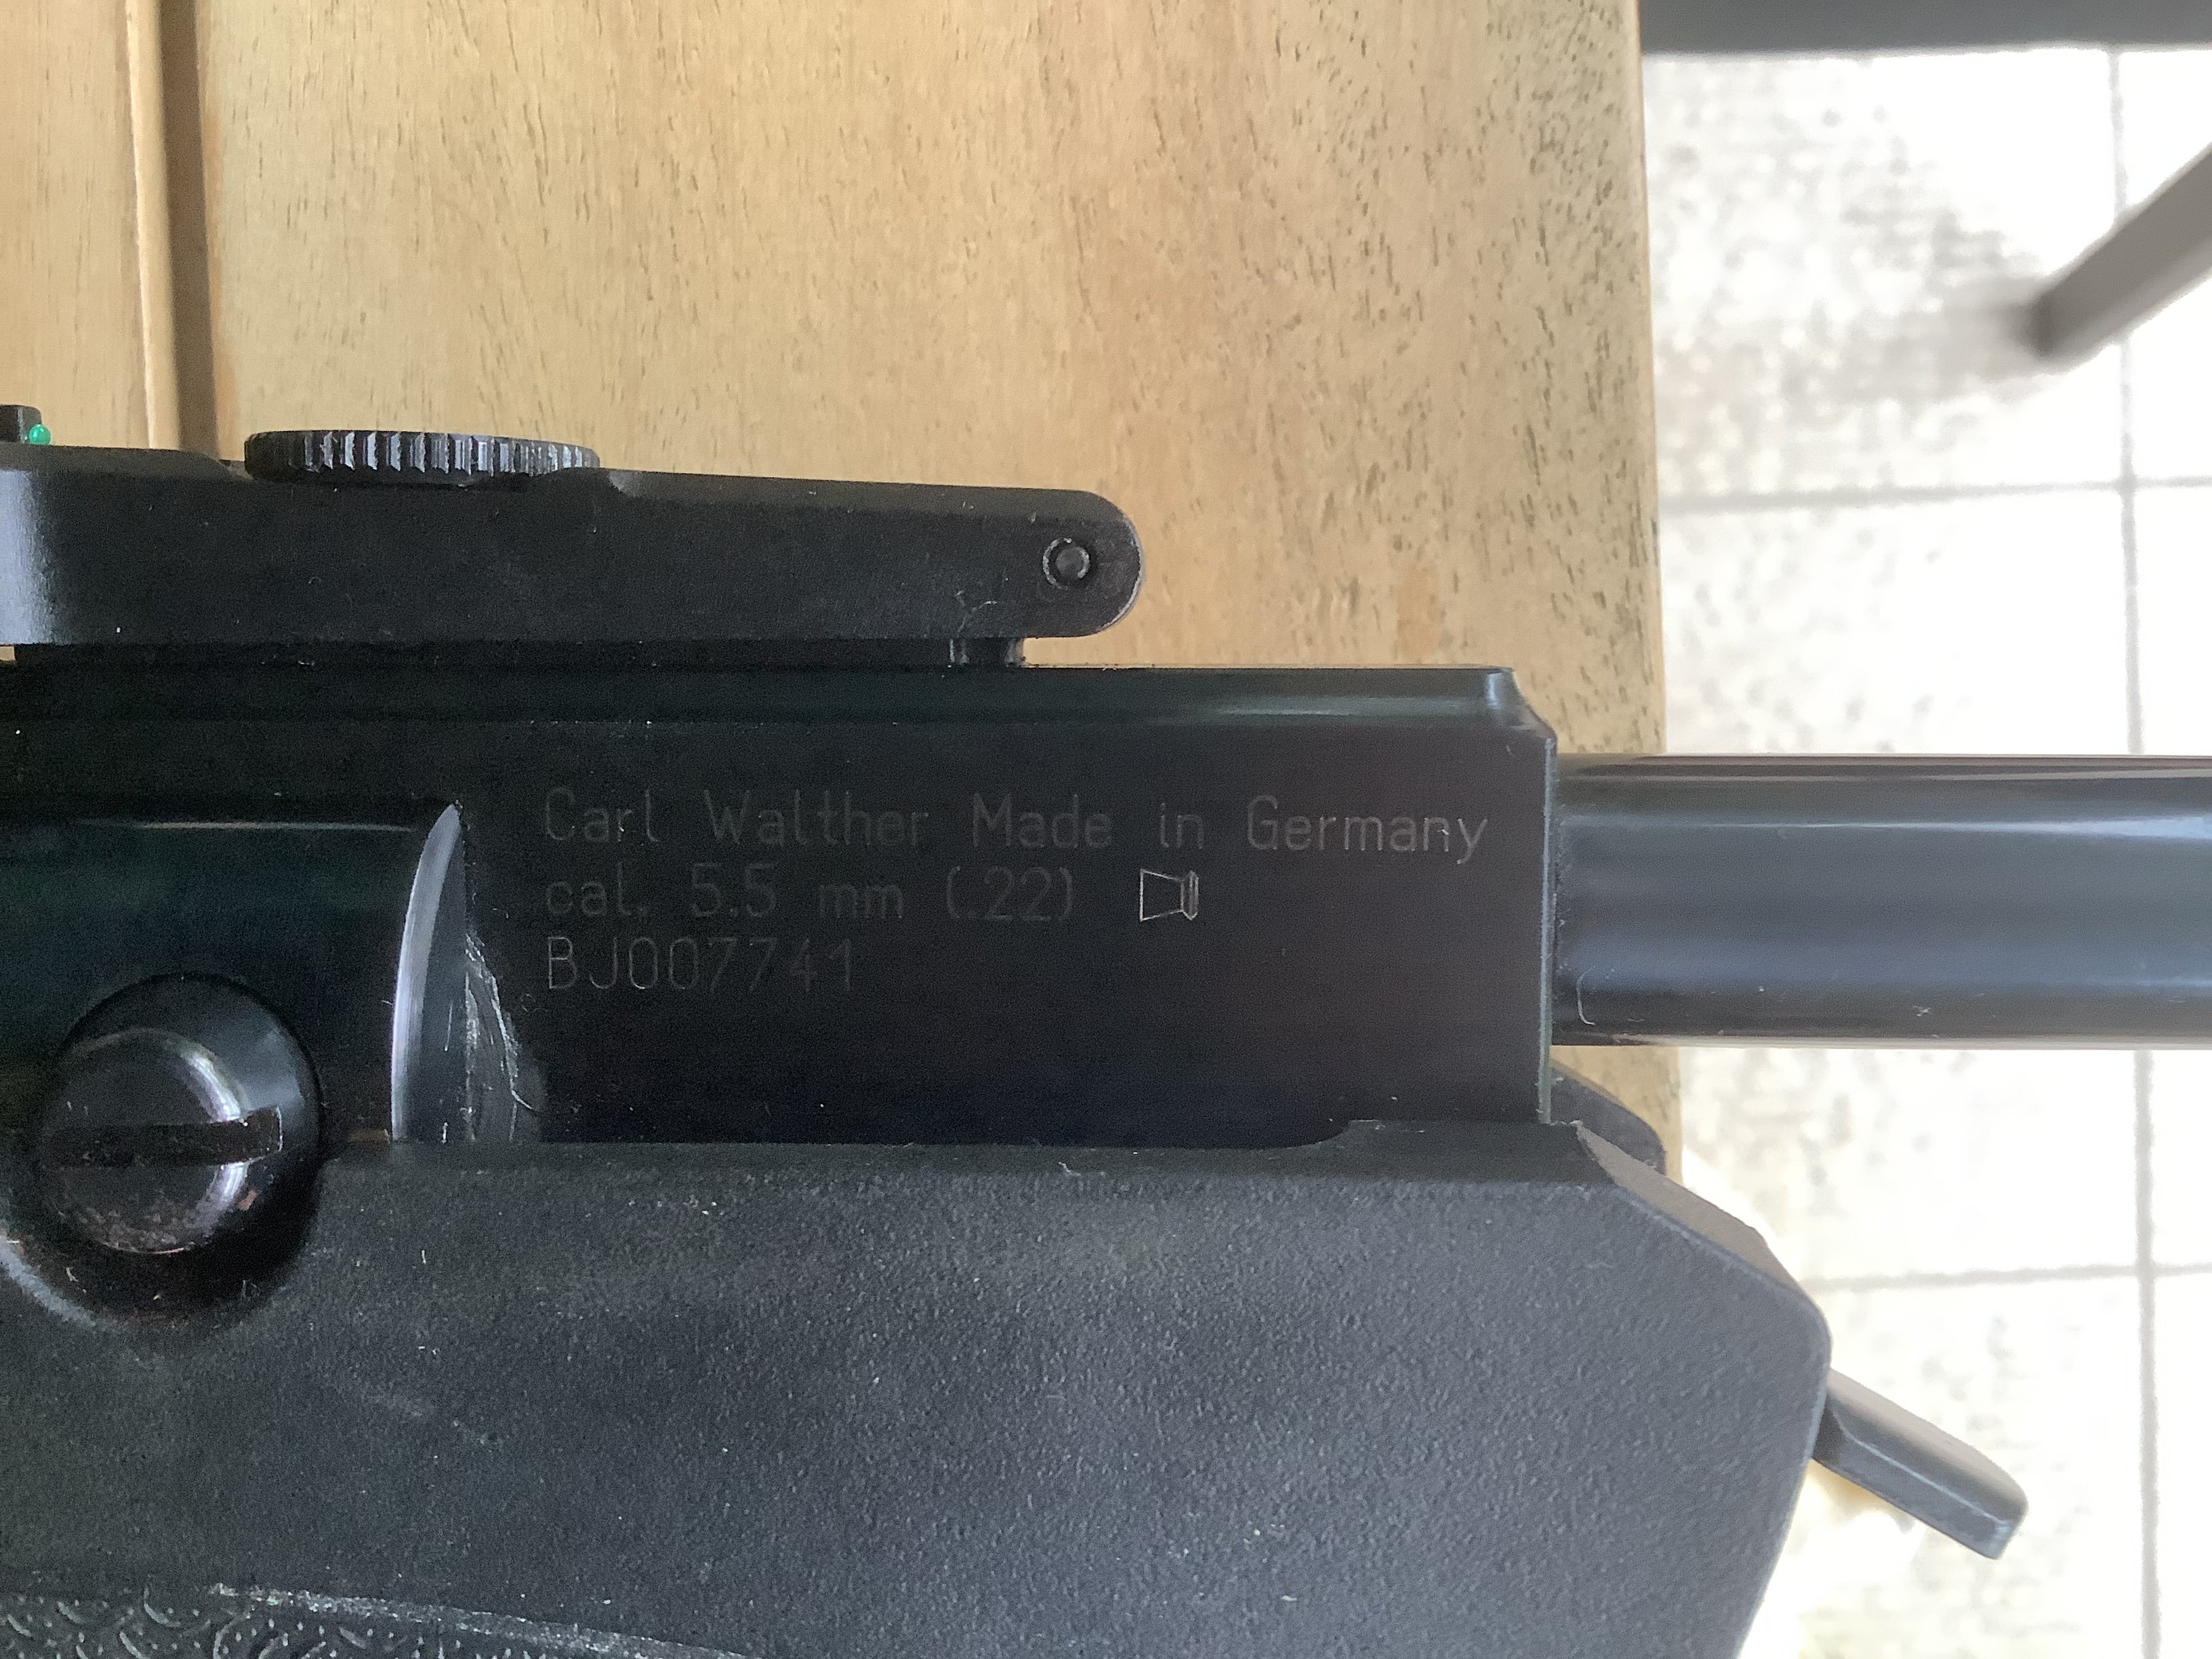 Carl Walther Made in Germany
cal. 5.5 mm (.22)
BJ007741